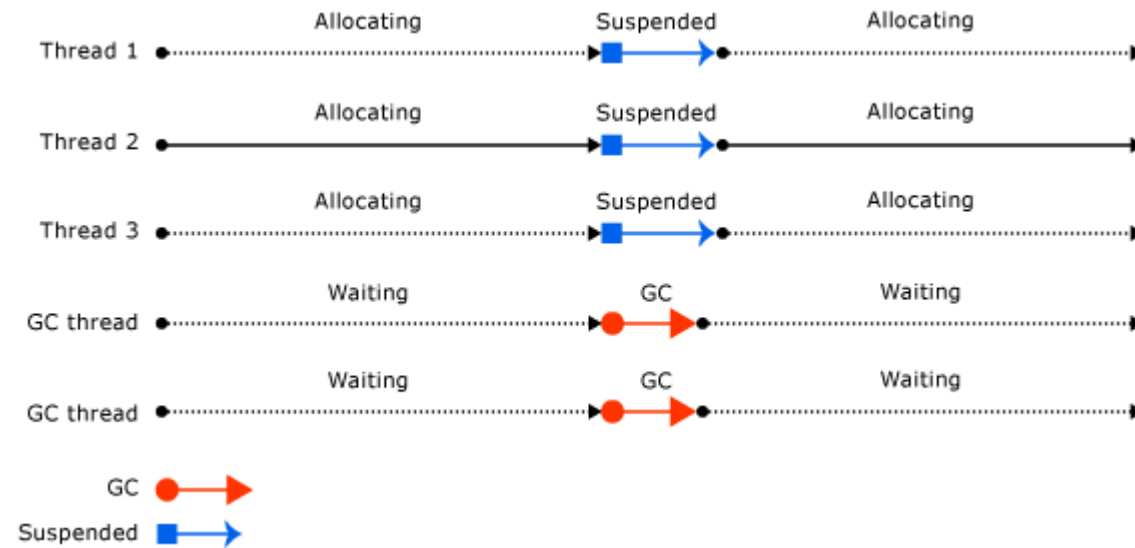 Allocating Suspended Allocating
Thread 1
Allocating Suspended Allocating
Thread 2
Allocating Suspended Allocating
Thread 3
Waiting GC Waiting
GC thread
Waiting GC Waiting
GC thread
GC
Suspended